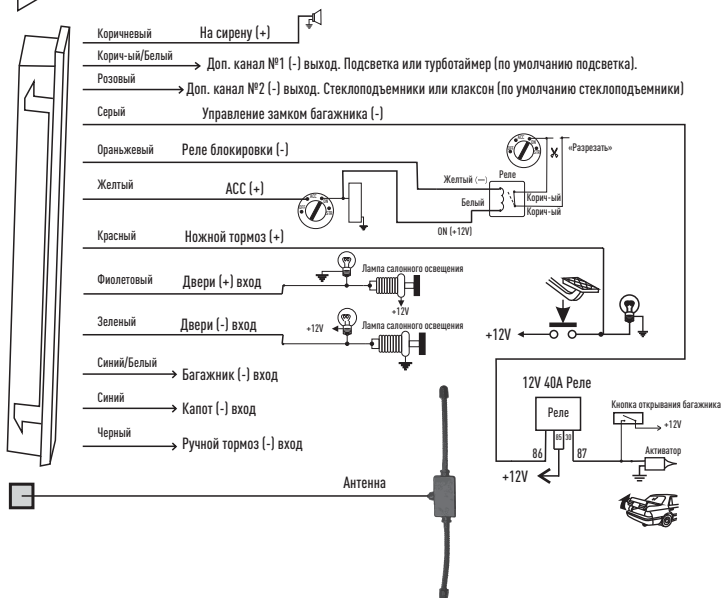 Коричневый На сирену (+)
Корич-ый/Белый Доп. канал №1 (-) выход. Подсветка или турботаймер (по умолчанию подсветка).
Розовый Доп. канал №2 (-) выход. Стеклоподъемники или клаксон (по умолчанию стеклоподъемники)
Серый Управление замком багажника (-)
Ораньжевый Реле блокировки (-)
«Разрезать»
Желтый (—) Реле
Белый Корич-ый
Корич-ый
ON (+12V)
Желтый ACC (+)
Красный Ножной тормоз (+)
Фиолетовый Двери (+) вход
Лампа салонного освещения
+12V
Зеленый Двери (-) вход
+12V Лампа салонного освещения
+12V
Синий/Белый Багажник (-) вход
Синий Капот (-) вход
Черный Ручной тормоз (-) вход
12V 40A Реле
Реле
85 30
86 87
+12V
Кнопка открывания багажника
+12V
Активатор
Антенна